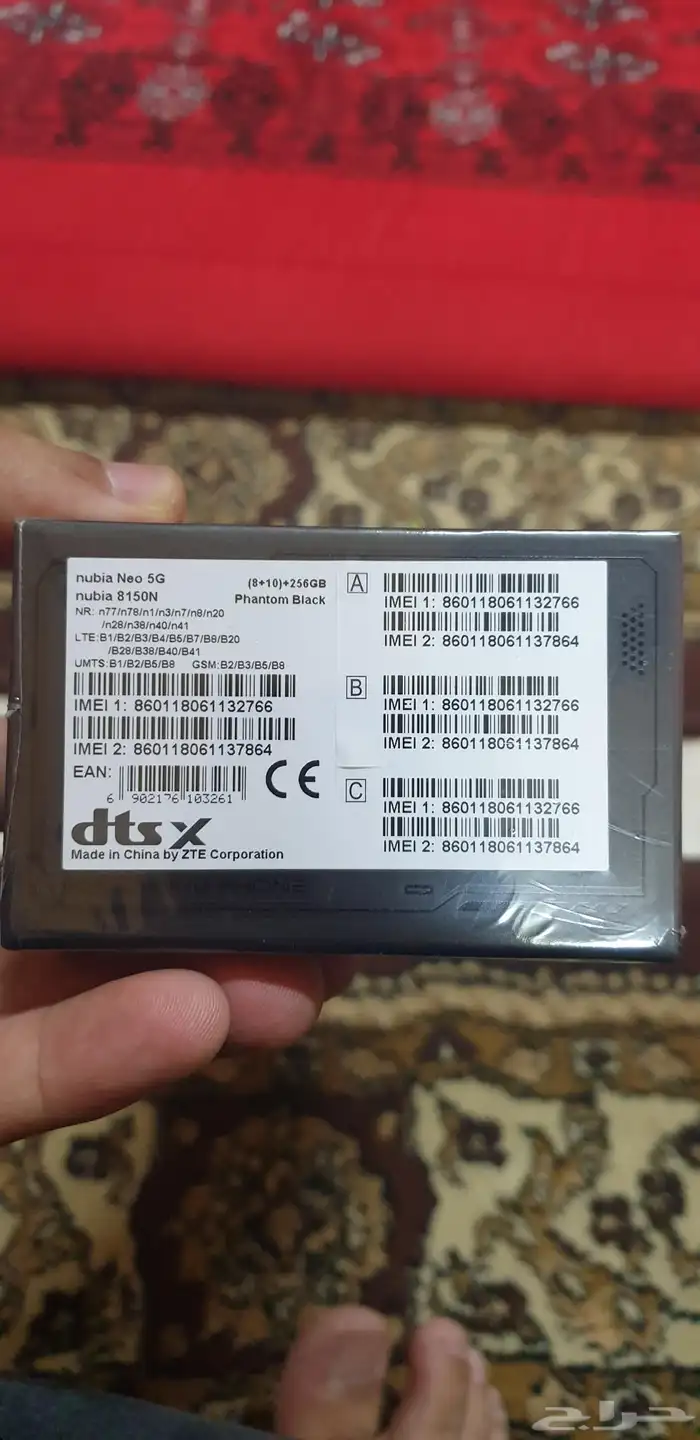 nubia Neo 5G
(8+10)+256GB
nubia 8150N
Phantom Black
NR: n77/n78/n1/n3/n7/n8/n20
/n28/n38/n40/n41
LTE:B1/B2/B3/B4/B5/B7/B8/B20
/B28/B38/B40/B41
UMTS:B1/B2/B5/B8 GSM:B2/B3/B5/B8
IMEI 1: 860118061132766
IMEI 2: 860118061137864
EAN:
6 902176 103261
CE
dts X
Made in China by ZTE Corporation
A
IMEI 1: 860118061132766
IMEI 2: 860118061137864
B
IMEI 1: 860118061132766
IMEI 2: 860118061137864
C
IMEI 1: 860118061132766
IMEI 2: 860118061137864
حراج